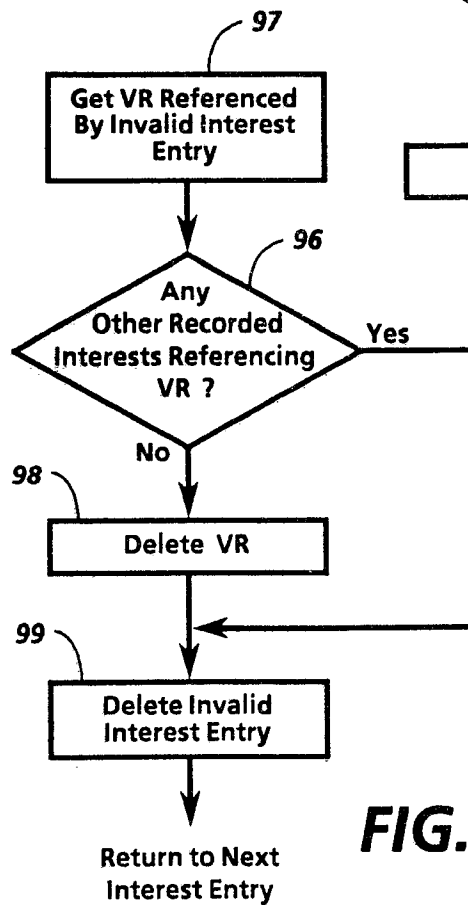 97
Get VR Referenced
By Invalid Interest
Entry
96
Any
Other Recorded
Interests Referencing
VR ?
Yes
No
98
Delete VR
99
Delete Invalid
Interest Entry
Return to Next
Interest Entry
FIG.